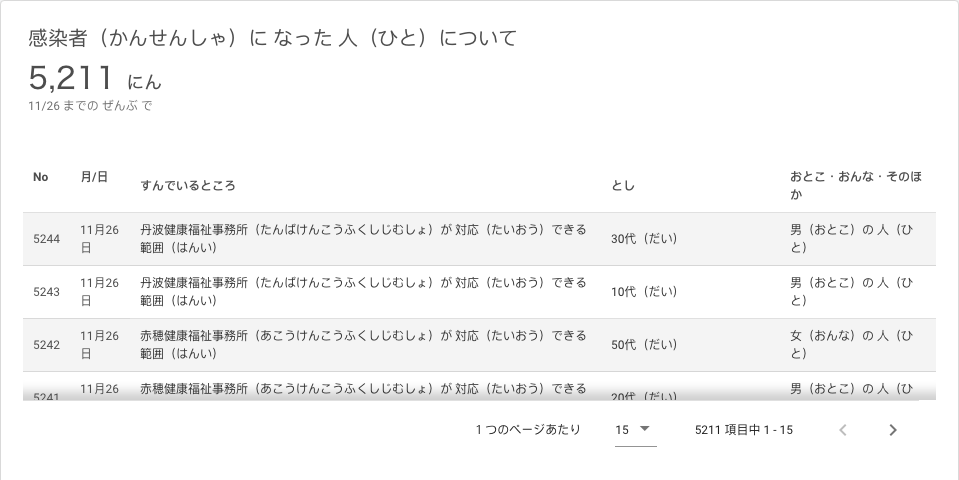 感染者（かんせんしゃ）に なった 人（ひと）について
5,211 にん
11/26 までの ぜんぶ で
No 月/日 すんでいるところ とし おとこ・おんな・そのほ
か
5244 11月26 丹波健康福祉事務所（たんばけんこうふくしじむしょ）が 対応（たいおう）できる 30代（だい） 男（おとこ）の 人（ひ
日 範囲（はんい） と）
5243 11月26 丹波健康福祉事務所（たんばけんこうふくしじむしょ）が 対応（たいおう）できる 10代（だい） 男（おとこ）の 人（ひ
日 範囲（はんい） と）
5242 11月26 赤穂健康福祉事務所（あこうけんこうふくしじむしょ）が 対応（たいおう）できる 50代（だい） 女（おんな）の 人（ひ
日 範囲（はんい） と）
5241 11月26 赤穂健康福祉事務所（あこうけんこうふくしじむしょ）が 対応（たいおう）できる 20代（だい） 男（おとこ）の 人（ひ
1 つのページあたり 15 5211 項目中 1 - 15